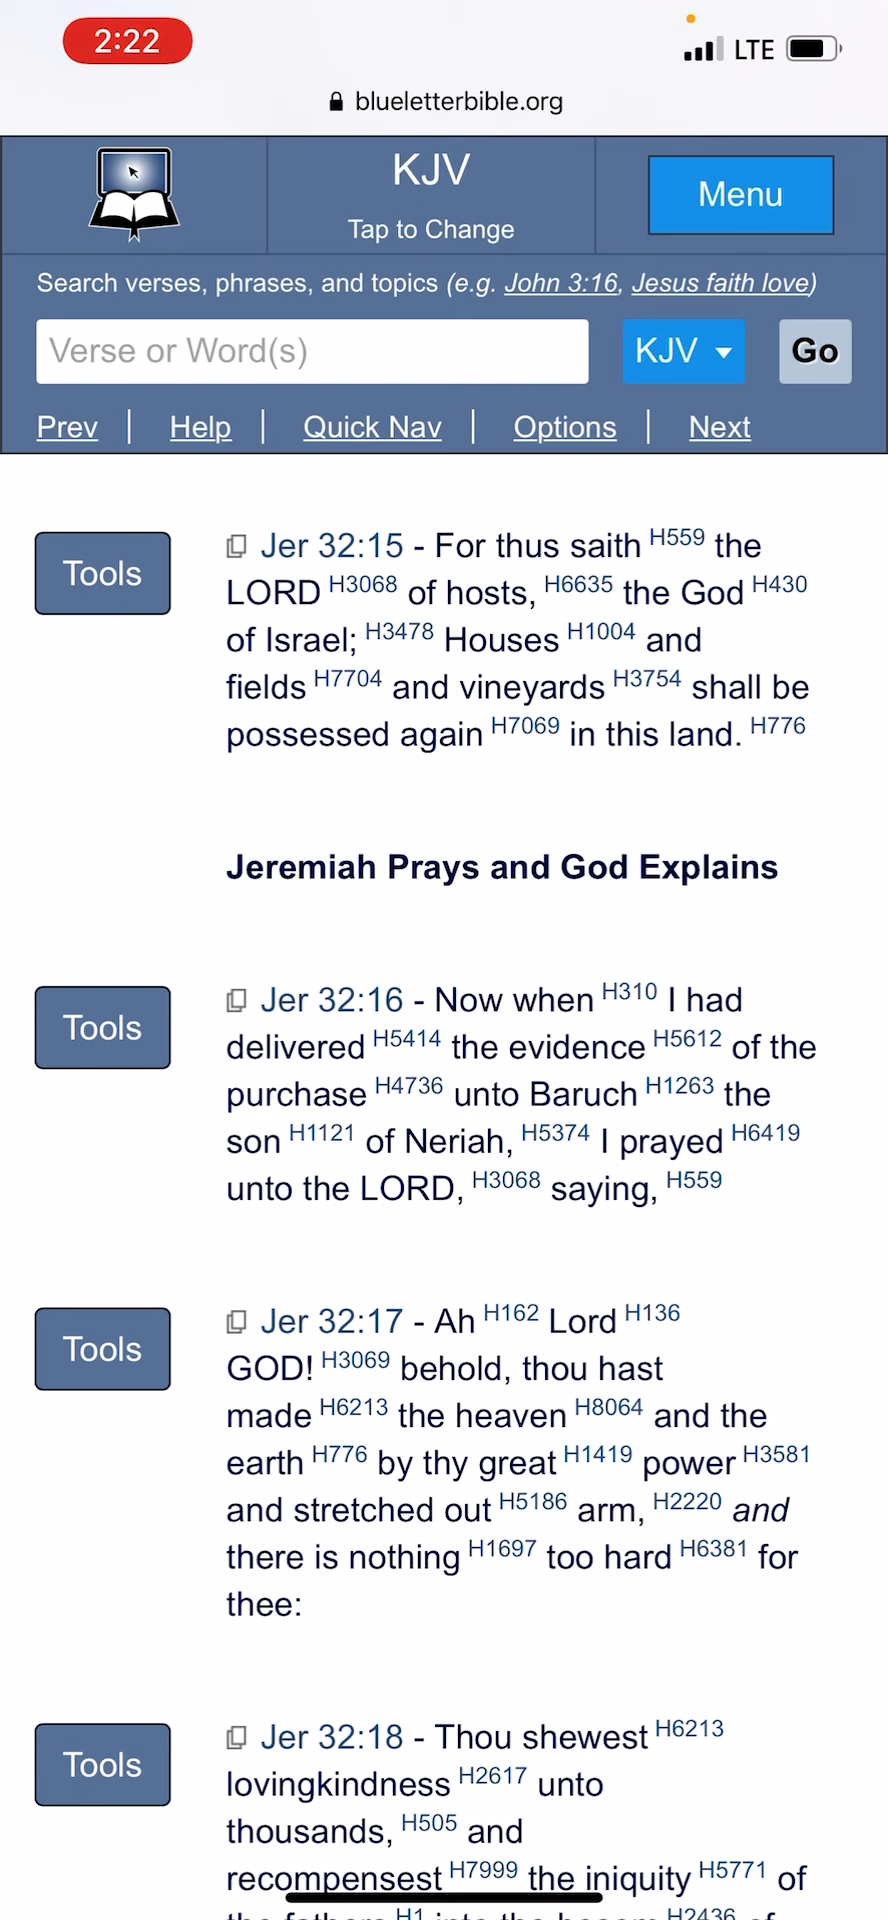 2:22
LTE
blueletterbible.org
KJV
Tap to Change
Menu
Search verses, phrases, and topics (e.g. John 3:16, Jesus faith love)
Verse or Word(s)
KJV
Go
Prev | Help | Quick Nav | Options | Next
Tools
Jer 32:15 - For thus saith H559 the
LORD H3068 of hosts, H6635 the God H430
of Israel; H3478 Houses H1004 and
fields H7704 and vineyards H3754 shall be
possessed again H7069 in this land. H776
Jeremiah Prays and God Explains
Tools
Jer 32:16 - Now when H310 I had
delivered H5414 the evidence H5612 of the
purchase H4736 unto Baruch H1263 the
son H1121 of Neriah, H5374 I prayed H6419
unto the LORD, H3068 saying, H559
Tools
Jer 32:17 - Ah H162 Lord H136
GOD! H3069 behold, thou hast
made H6213 the heaven H8064 and the
earth H776 by thy great H1419 power H3581
and stretched out H5186 arm, H2220 and
there is nothing H1697 too hard H6381 for
thee:
Tools
Jer 32:18 - Thou shewest H6213
lovingkindness H2617 unto
thousands, H505 and
recompensest H7999 the iniquity H5771 of
the fathers H1 into the bosom H2436 of